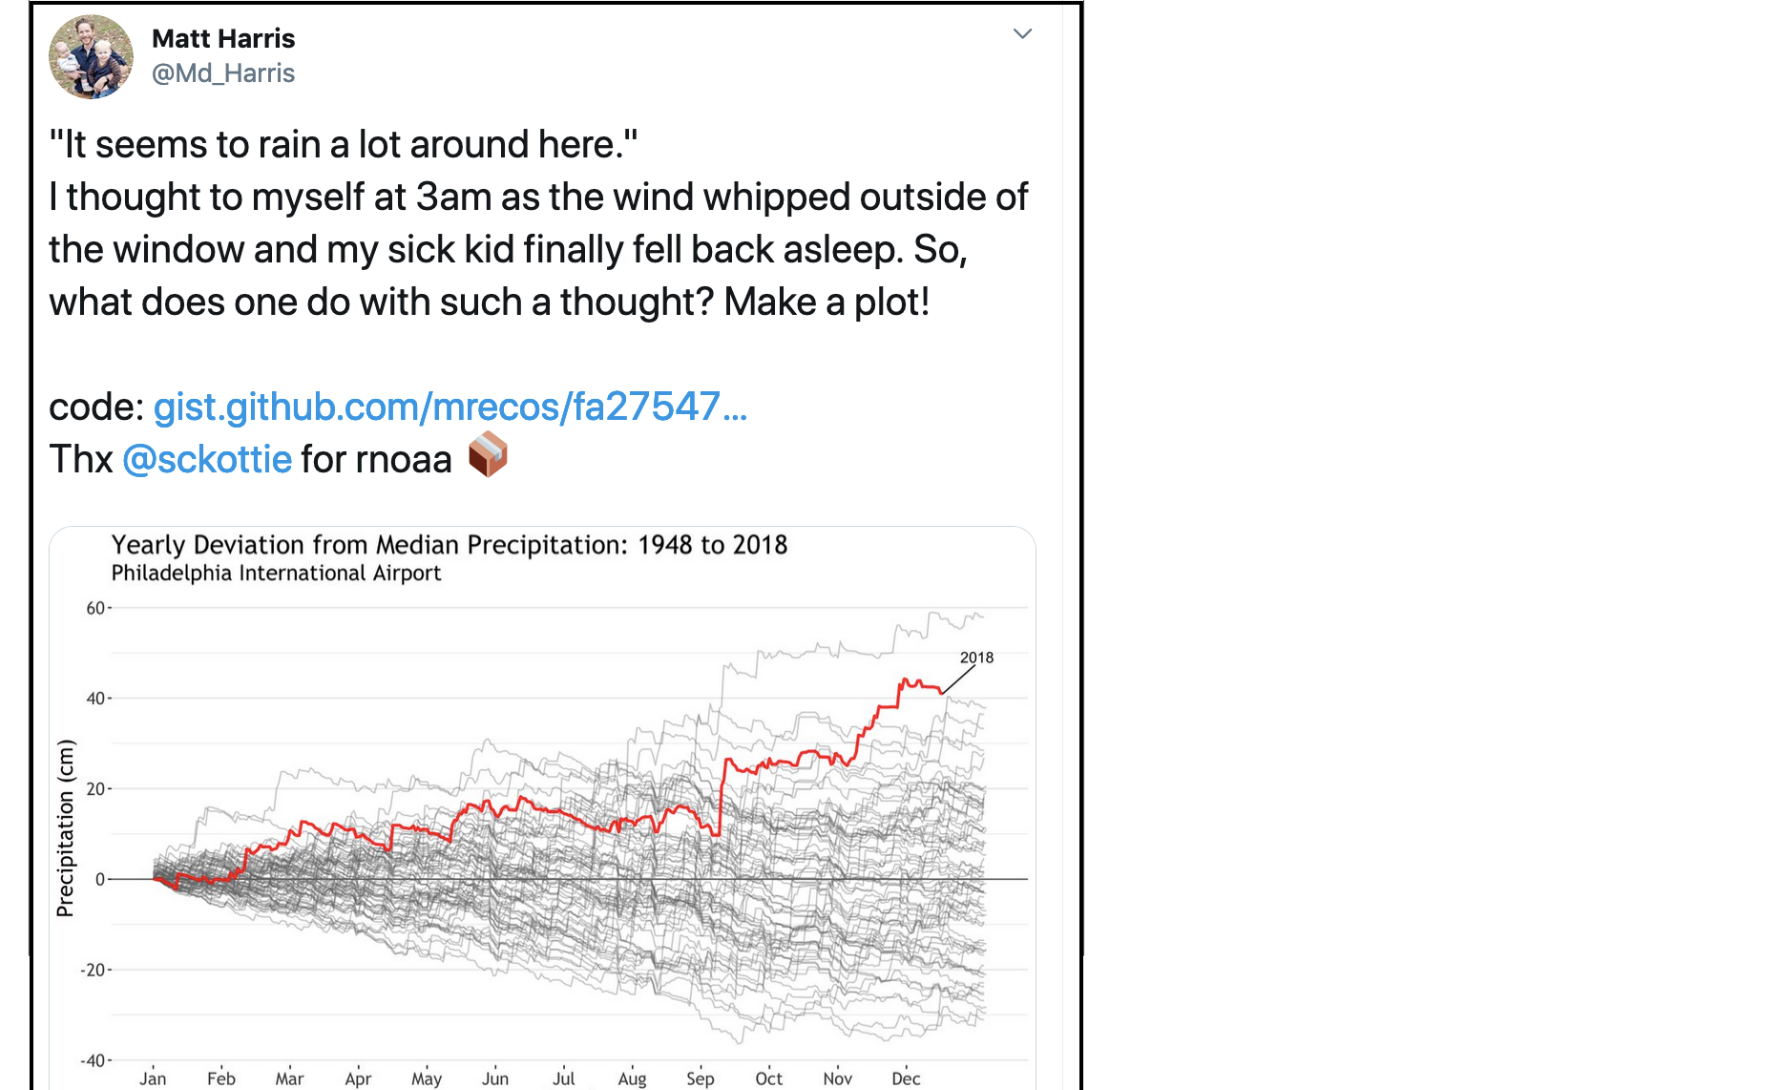 Matt Harris
@Md_Harris
"It seems to rain a lot around here."
I thought to myself at 3am as the wind whipped outside of
the window and my sick kid finally fell back asleep. So,
what does one do with such a thought? Make a plot!
code: gist.github.com/mrecos/fa27547...
Thx @sckottie for rnoaa
Yearly Deviation from Median Precipitation: 1948 to 2018
Philadelphia International Airport
60
2018
40
20
0
-20
-40
Precipitation (cm)
Jan Feb Mar Apr May Jun Jul Aug Sep Oct Nov Dec